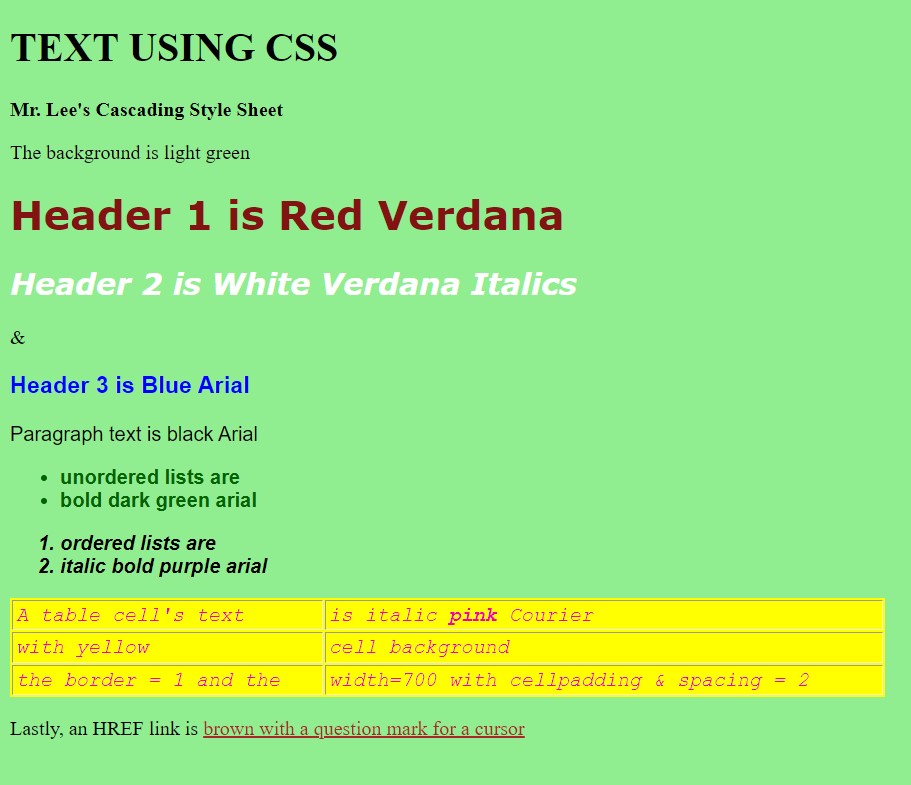 TEXT USING CSS
Mr. Lee's Cascading Style Sheet
The background is light green
Header 1 is Red Verdana
Header 2 is White Verdana Italics
&
Header 3 is Blue Arial
Paragraph text is black Arial
• unordered lists are
• bold dark green arial
1. ordered lists are
2. italic bold purple arial
A table cell's text is italic pink Courier
with yellow cell background
the border = 1 and the width=700 with cellpadding & spacing = 2
Lastly, an HREF link is brown with a question mark for a cursor